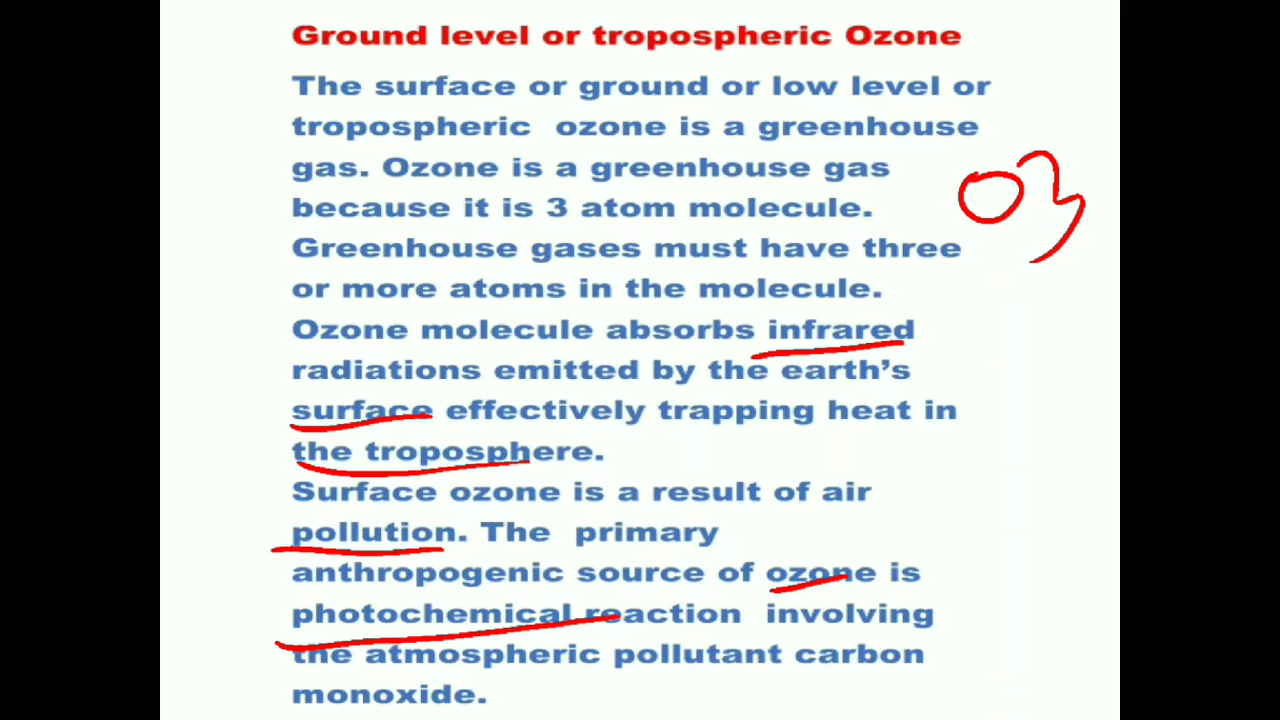 Ground level or tropospheric Ozone
The surface or ground or low level or
tropospheric ozone is a greenhouse
gas. Ozone is a greenhouse gas
because it is 3 atom molecule.
O3
Greenhouse gases must have three
or more atoms in the molecule.
Ozone molecule absorbs infrared
radiations emitted by the earth’s
surface effectively trapping heat in
the troposphere.
Surface ozone is a result of air
pollution. The primary
anthropogenic source of ozone is
photochemical reaction involving
the atmospheric pollutant carbon
monoxide.